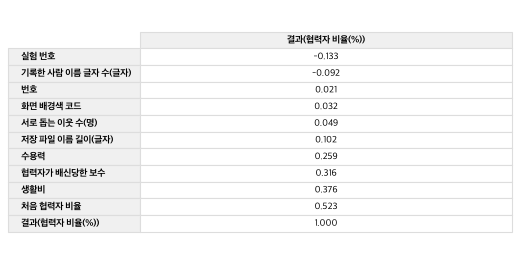 결과(협력자 비율(%))
실험 번호 -0.133
기록한 사람 이름 글자 수(글자) -0.092
번호 0.021
화면 배경색 코드 0.032
서로 돕는 이웃 수(명) 0.049
저장 파일 이름 길이(글자) 0.102
수용력 0.259
협력자가 배신당한 보수 0.316
생활비 0.376
처음 협력자 비율 0.523
결과(협력자 비율(%)) 1.000